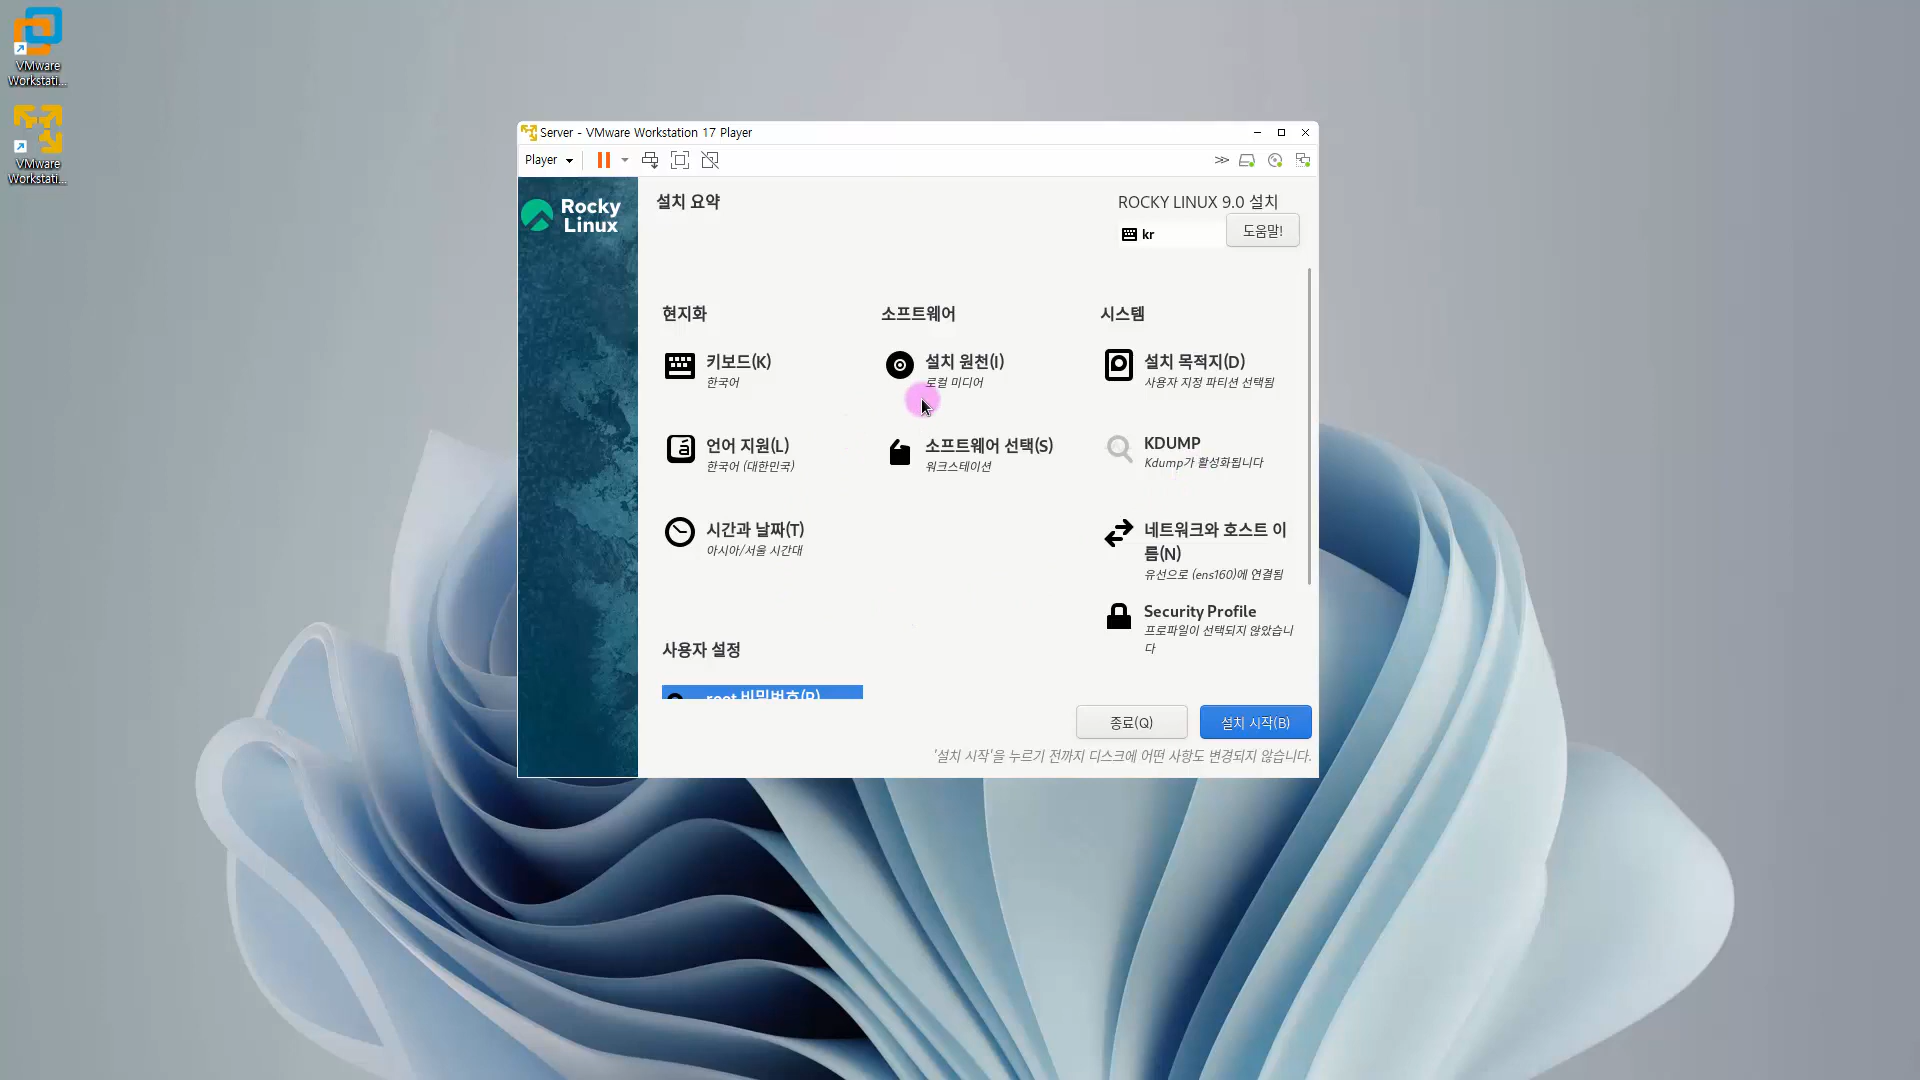 VMware
Workstati...
VMware
Workstati...
Server - VMware Workstation 17 Player
Player
Rocky
Linux
설치 요약
ROCKY LINUX 9.0 설치
kr
도움말!
현지화
소프트웨어
시스템
키보드(K)
한국어
설치 원천(I)
로컬 미디어
설치 목적지(D)
사용자 지정 파티션 선택됨
언어 지원(L)
한국어 (대한민국)
소프트웨어 선택(S)
워크스테이션
KDUMP
Kdump가 활성화됩니다
시간과 날짜(T)
아시아/서울 시간대
네트워크와 호스트 이
름(N)
유선으로 (ens160)에 연결됨
Security Profile
프로파일이 선택되지 않았습니
다
사용자 설정
root 비밀번호(R)
종료(Q)
설치 시작(B)
'설치 시작'을 누르기 전까지 디스크에 어떤 사항도 변경되지 않습니다.